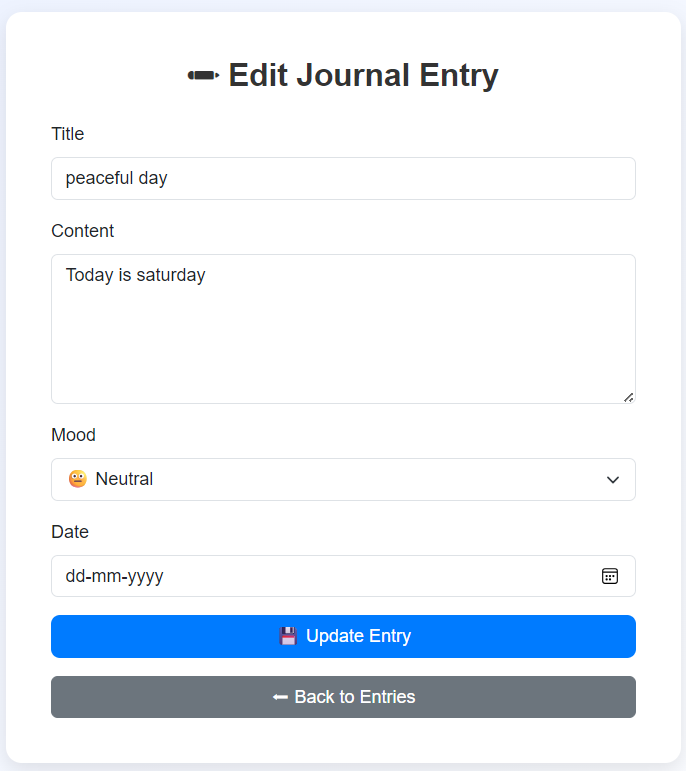 ✏️ Edit Journal Entry
Title
peaceful day
Content
Today is saturday
Mood
😐 Neutral
Date
dd-mm-yyyy
💾 Update Entry
⬅ Back to Entries